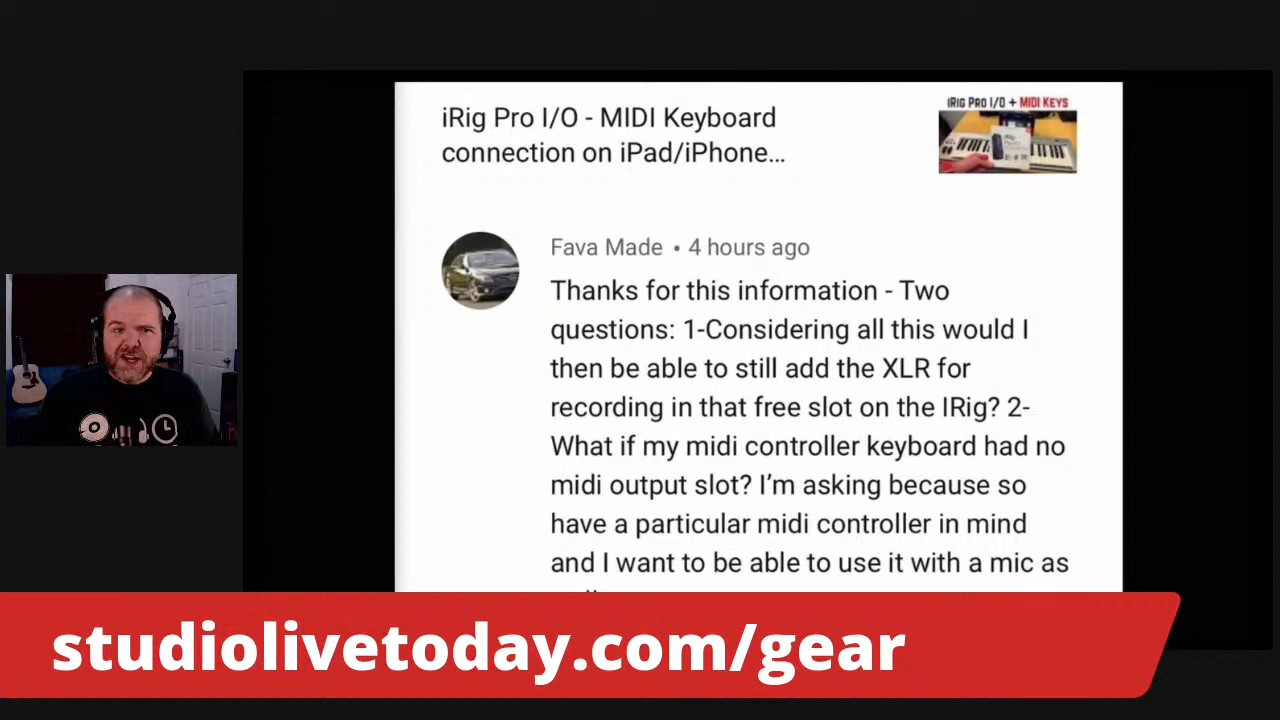 iRig Pro I/O - MIDI Keyboard
connection on iPad/iPhone...
IRIG PRO I/O + MIDI KEYS
Fava Made • 4 hours ago
Thanks for this information - Two
questions: 1-Considering all this would I
then be able to still add the XLR for
recording in that free slot on the IRig? 2-
What if my midi controller keyboard had no
midi output slot? I’m asking because so
have a particular midi controller in mind
and I want to be able to use it with a mic as
studiolivetoday.com/gear